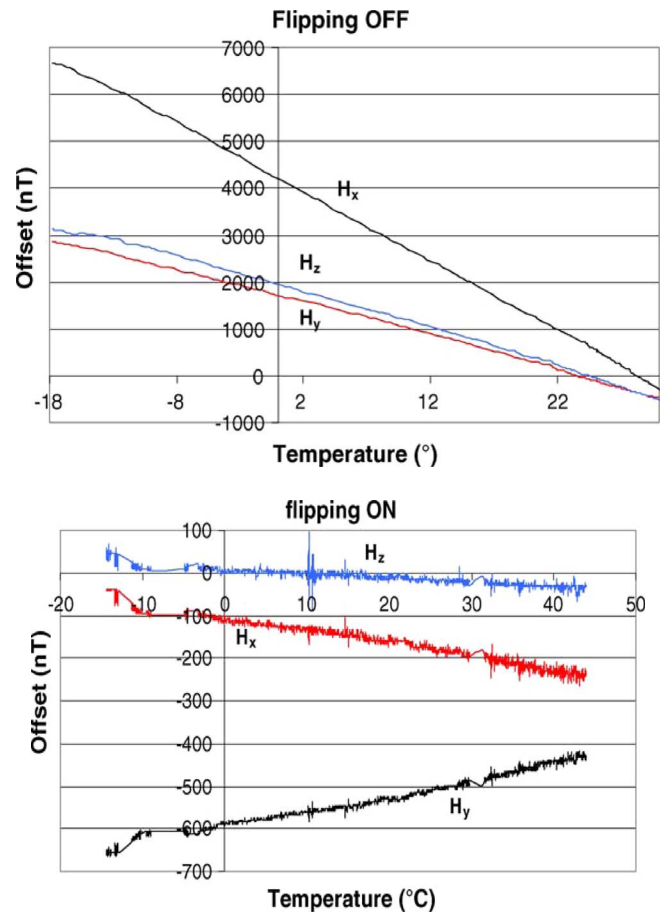 Flipping OFF
7000
6000
5000
4000
3000
2000
1000
0
-1000
-18 -8 2 12 22
Hx
Hz
Hy
Offset (nT)
Temperature (°)
flipping ON
100
0
-100
-200
-300
-400
-500
-600
-700
-20 -10 0 10 20 30 40 50
Hz
Hx
Hy
Offset (nT)
Temperature (°C)